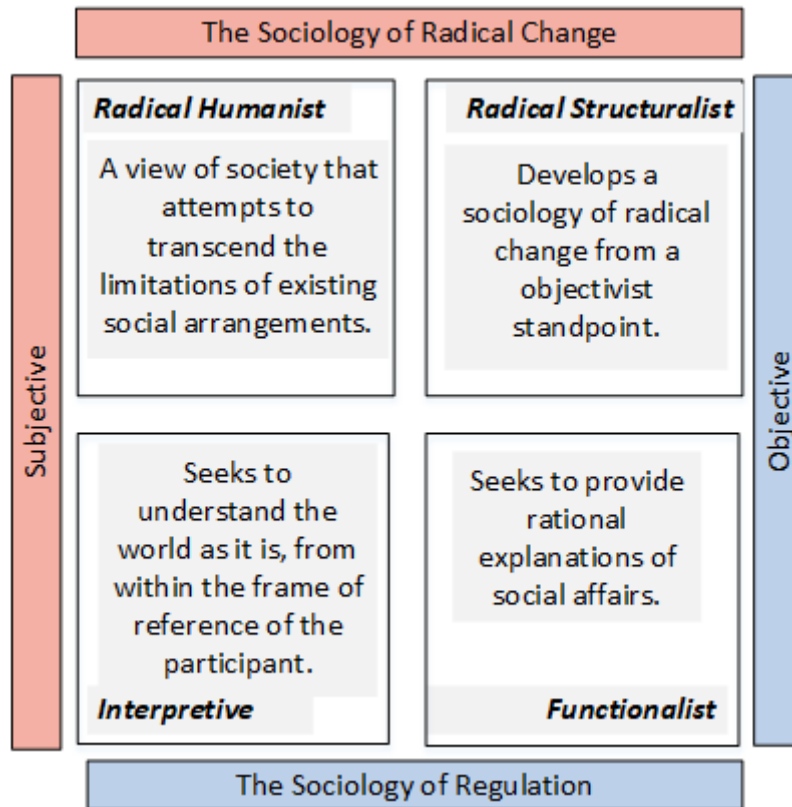 The Sociology of Radical Change
Subjective
Radical Humanist
A view of society that
attempts to
transcend the
limitations of existing
social arrangements.
Radical Structuralist
Develops a
sociology of radical
change from a
objectivist
standpoint.
Objective
Seeks to
understand the
world as it is, from
within the frame of
reference of the
participant.
Interpretive
Seeks to provide
rational
explanations of
social affairs.
Functionalist
The Sociology of Regulation